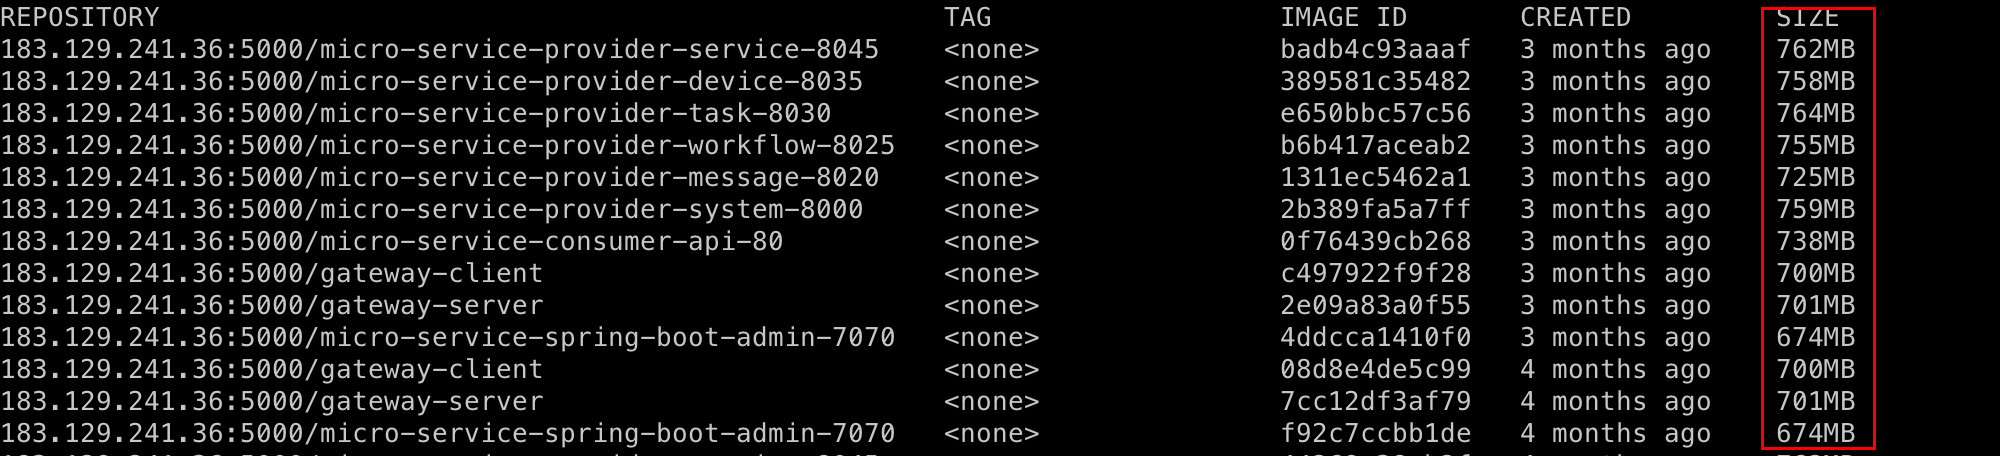 REPOSITORY TAG IMAGE ID CREATED SIZE
183.129.241.36:5000/micro-service-provider-service-8045 <none> badb4c93aaaf 3 months ago 762MB
183.129.241.36:5000/micro-service-provider-device-8035 <none> 389581c35482 3 months ago 758MB
183.129.241.36:5000/micro-service-provider-task-8030 <none> e650bbc57c56 3 months ago 764MB
183.129.241.36:5000/micro-service-provider-workflow-8025 <none> b6b417aceab2 3 months ago 755MB
183.129.241.36:5000/micro-service-provider-message-8020 <none> 1311ec5462a1 3 months ago 725MB
183.129.241.36:5000/micro-service-provider-system-8000 <none> 2b389fa5a7ff 3 months ago 759MB
183.129.241.36:5000/micro-service-consumer-api-80 <none> 0f76439cb268 3 months ago 738MB
183.129.241.36:5000/gateway-client <none> c497922f9f28 3 months ago 700MB
183.129.241.36:5000/gateway-server <none> 2e09a83a0f55 3 months ago 701MB
183.129.241.36:5000/micro-service-spring-boot-admin-7070 <none> 4ddcca1410f0 3 months ago 674MB
183.129.241.36:5000/gateway-client <none> 08d8e4de5c99 4 months ago 700MB
183.129.241.36:5000/gateway-server <none> 7cc12df3af79 4 months ago 701MB
183.129.241.36:5000/micro-service-spring-boot-admin-7070 <none> f92c7ccbb1de 4 months ago 674MB